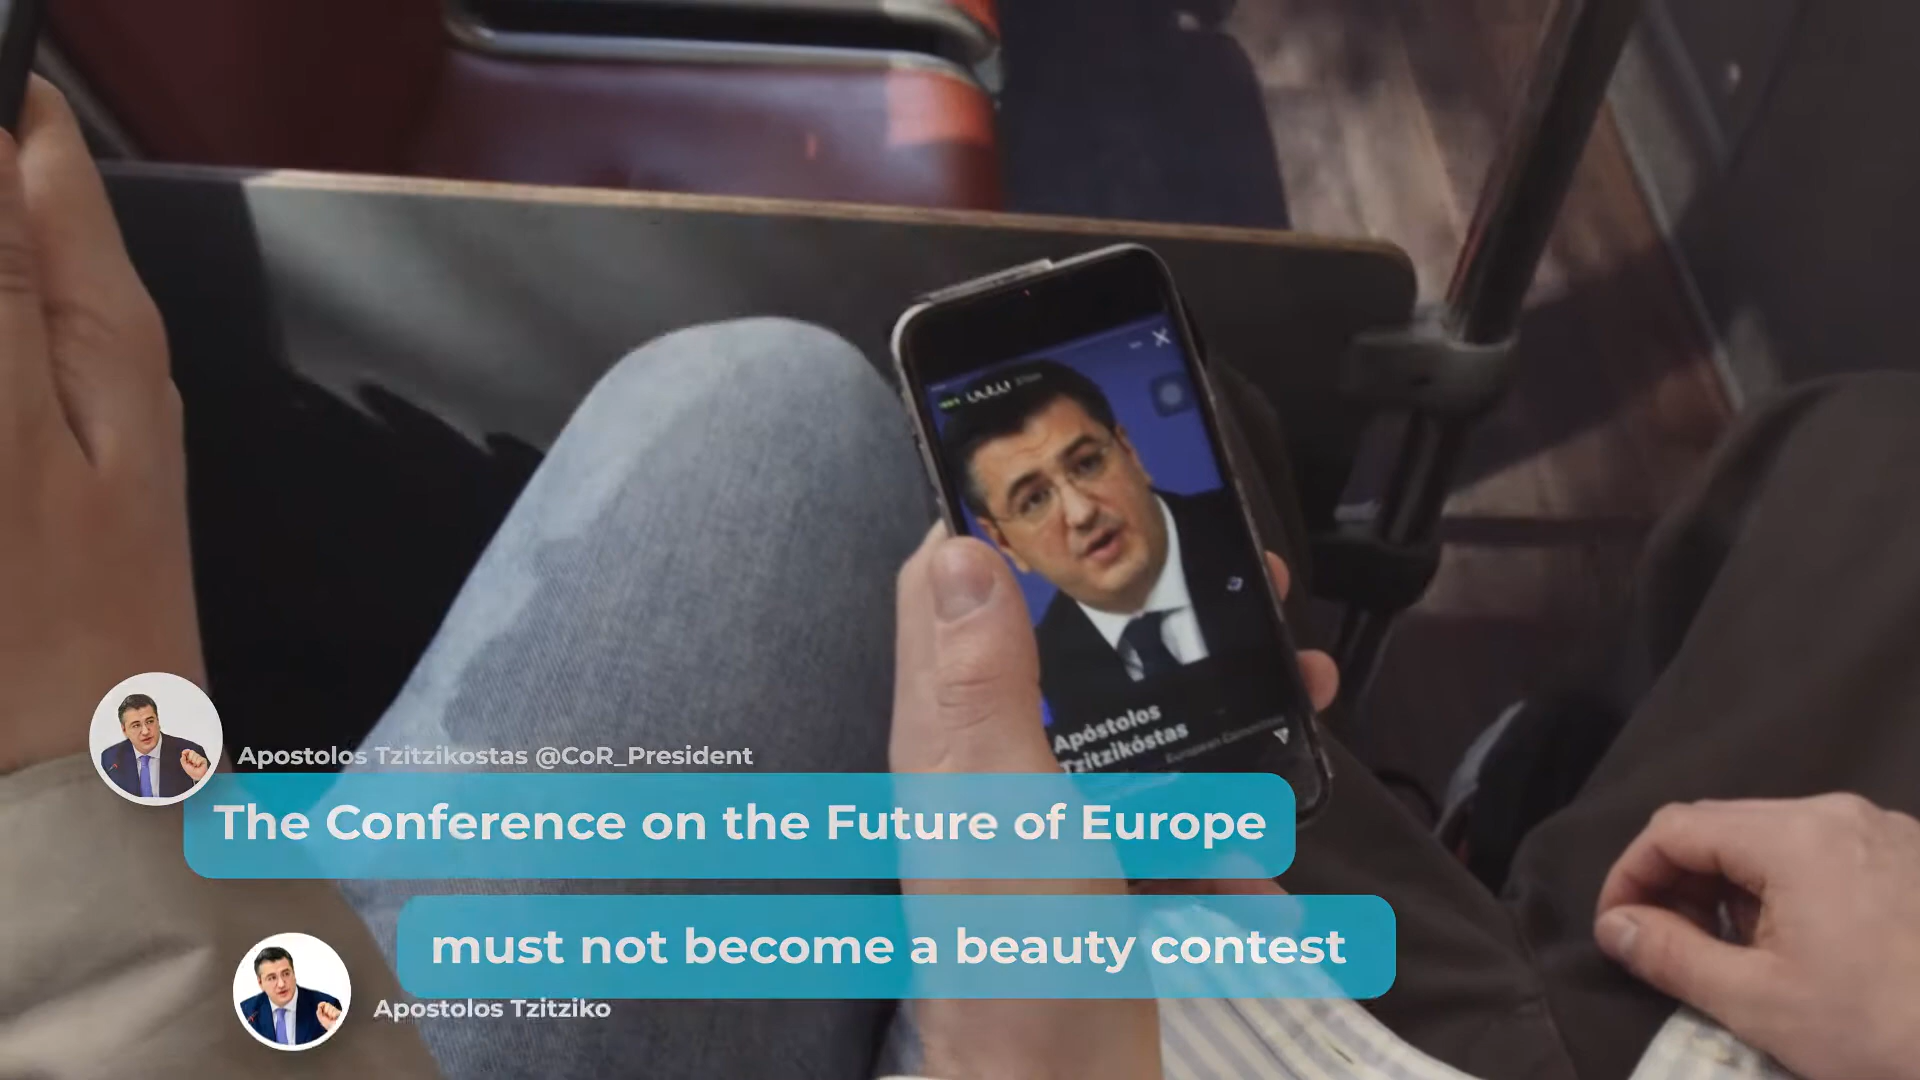 Apóstolos
Tzitzikóstas
Apostolos Tzitzikostas @CoR_President
The Conference on the Future of Europe
must not become a beauty contest
Apostolos Tzitziko